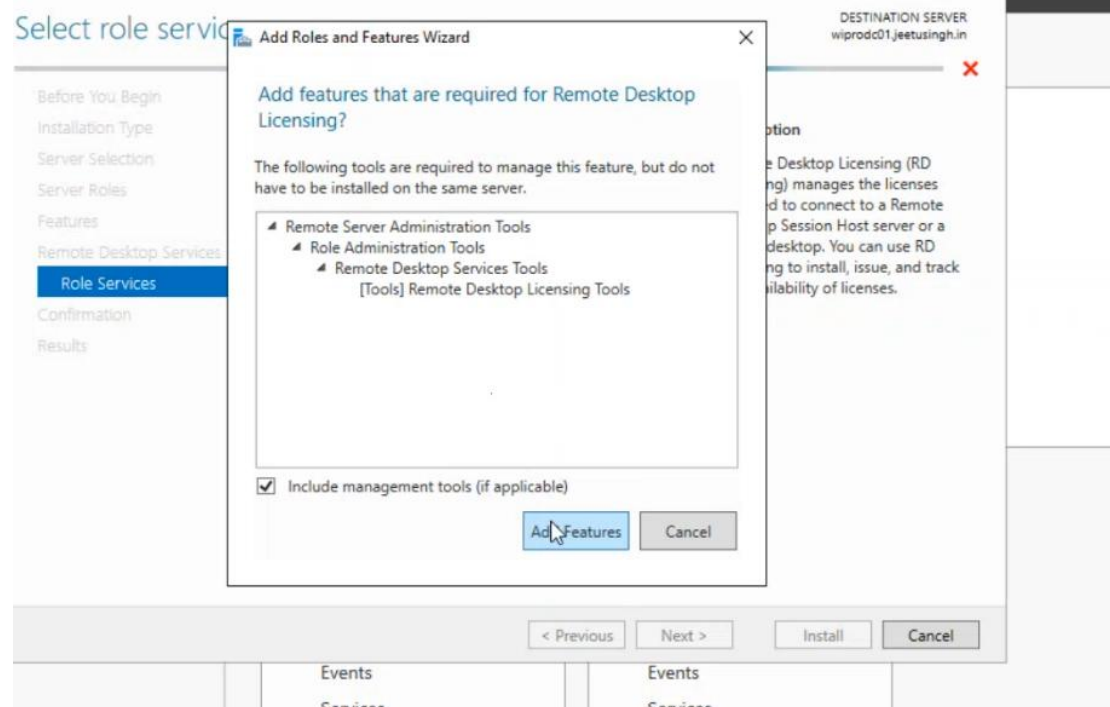 Select role servic
DESTINATION SERVER
wiprodc01.jeetusingh.in
Before You Begin
Installation Type
Server Selection
Server Roles
Features
Remote Desktop Services
Role Services
Confirmation
Results
Add Roles and Features Wizard
Add features that are required for Remote Desktop
Licensing?
The following tools are required to manage this feature, but do not
have to be installed on the same server.
Remote Server Administration Tools
Role Administration Tools
Remote Desktop Services Tools
[Tools] Remote Desktop Licensing Tools
Include management tools (if applicable)
Add Features
Cancel
ption
e Desktop Licensing (RD
ng) manages the licenses
d to connect to a Remote
p Session Host server or a
desktop. You can use RD
ng to install, issue, and track
ilability of licenses.
< Previous
Next >
Install
Cancel
Events
Events
Services
Services